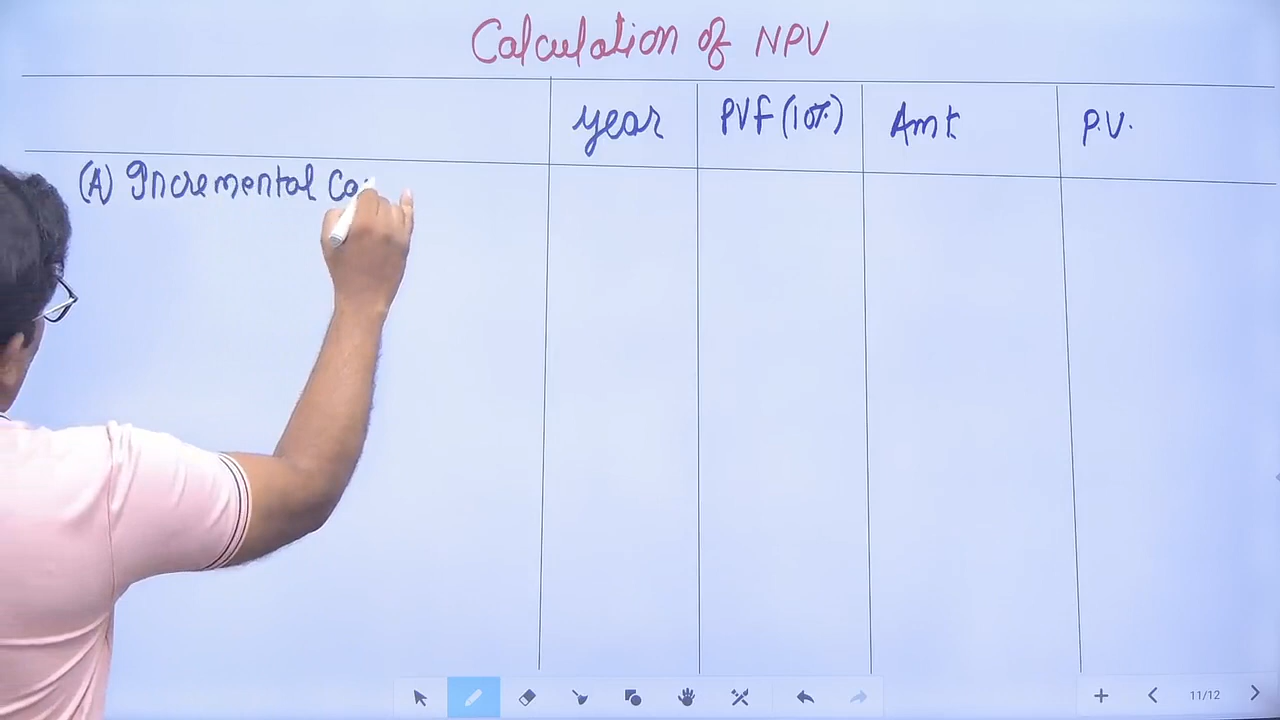 Calculation of NPV
year PVF (10%) Amt P.V.
(A) Incremental
11/12